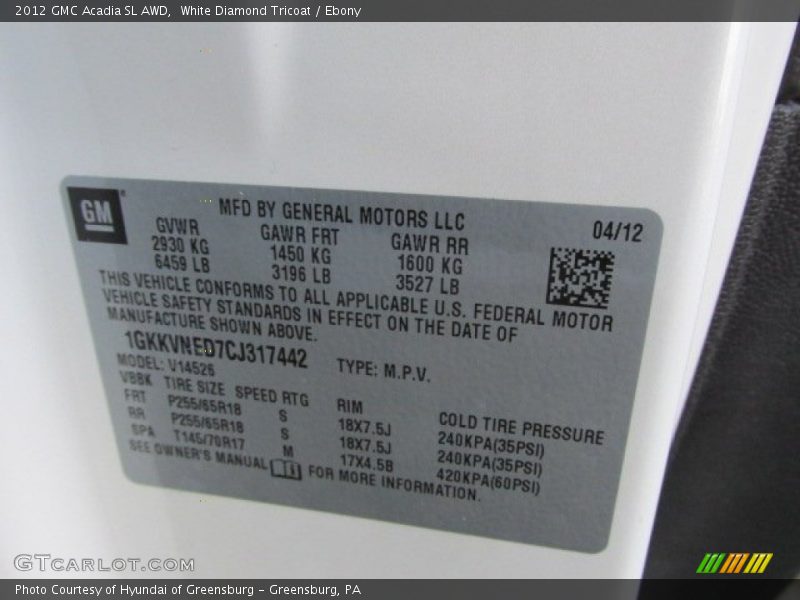 2012 GMC Acadia SL AWD,  White Diamond Tricoat / Ebony
GM
MFD BY GENERAL MOTORS LLC
04/12
GVWR GAWR FRT GAWR RR
2930 KG 1450 KG 1600 KG
6459 LB 3196 LB 3527 LB
THIS VEHICLE CONFORMS TO ALL APPLICABLE U.S. FEDERAL MOTOR
VEHICLE SAFETY STANDARDS IN EFFECT ON THE DATE OF
MANUFACTURE SHOWN ABOVE.
1GKKVNED7CJ317442 TYPE: M.P.V.
MODEL: V14526
VBBK TIRE SIZE SPEED RTG RIM COLD TIRE PRESSURE
FRT P255/65R18 S 18X7.5J 240KPA(35PSI)
RR P255/65R18 S 18X7.5J 240KPA(35PSI)
SPA T145/70R17 M 17X4.5B 420KPA(60PSI)
SEE OWNER'S MANUAL FOR MORE INFORMATION.
GTCarlot.com
Photo Courtesy of Hyundai of Greensburg - Greensburg, PA